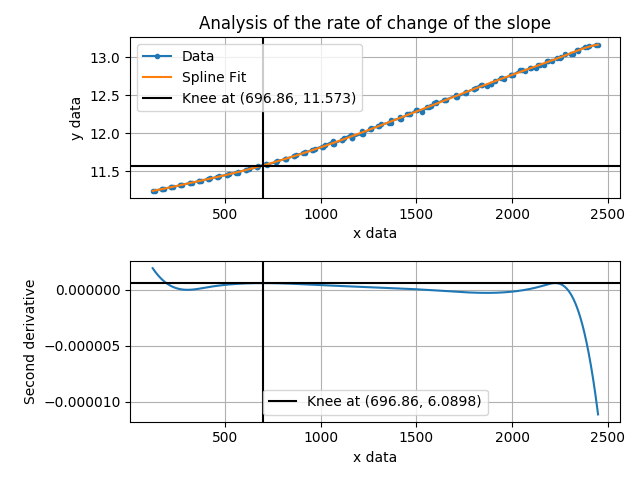 Analysis of the rate of change of the slope
Data
Spline Fit
Knee at (696.86, 11.573)
y data
13.0
12.5
12.0
11.5
500
1000
1500
2000
2500
x data
Second derivative
0.000000
−0.000005
−0.000010
Knee at (696.86, 6.0898)
500
1000
1500
2000
2500
x data